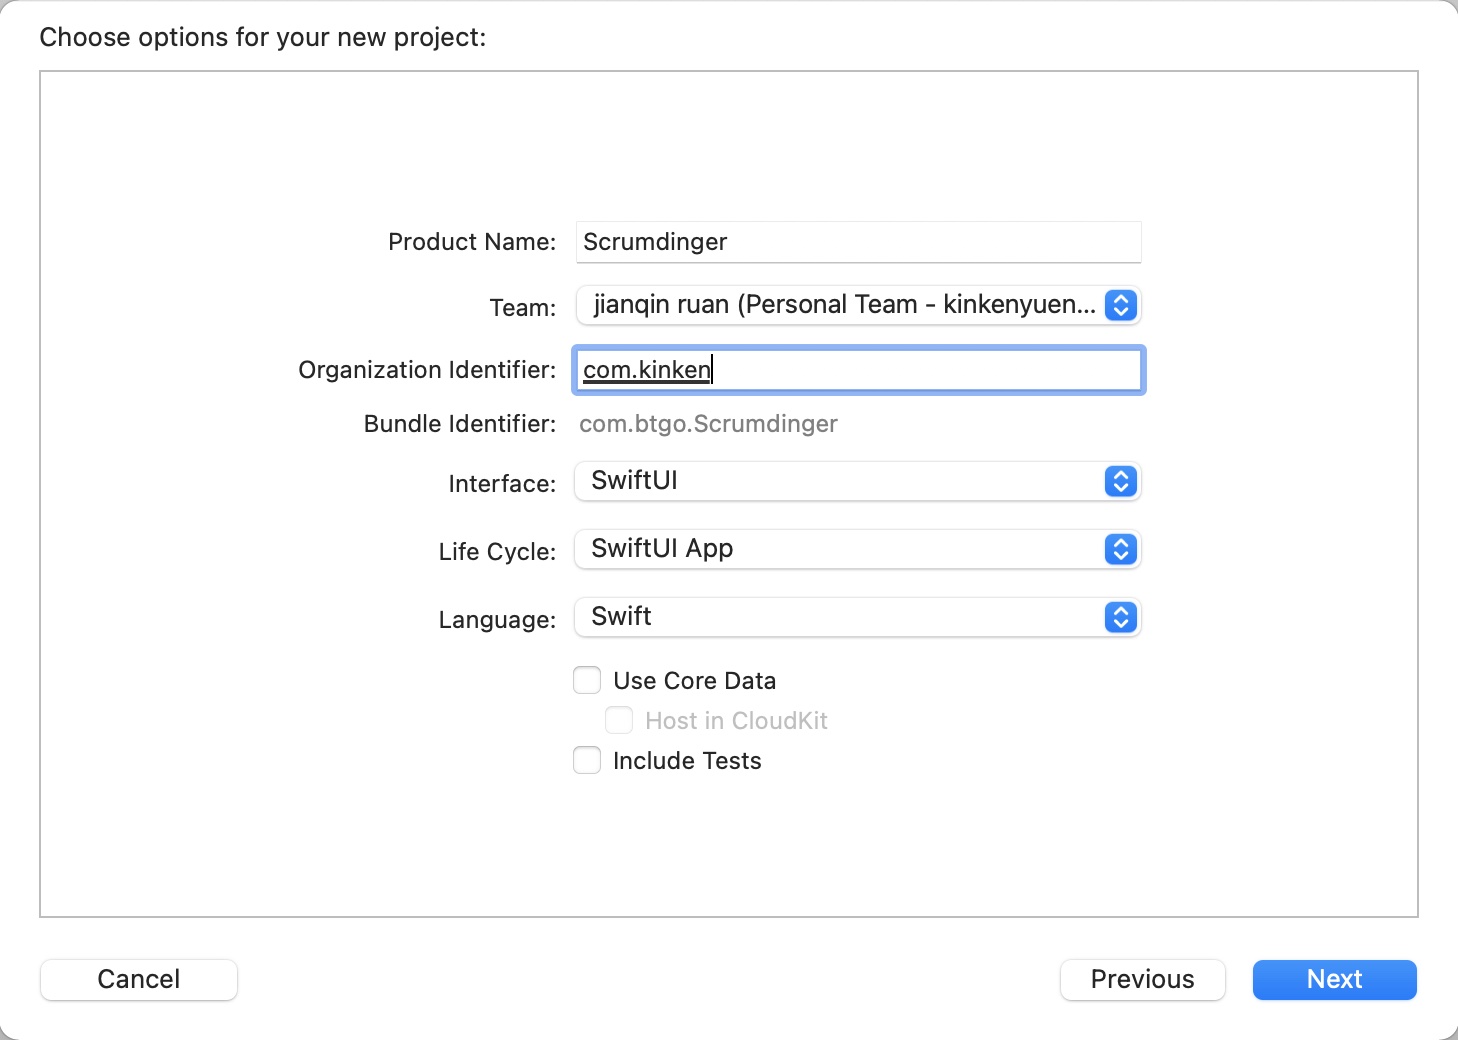 Choose options for your new project:
Product Name: Scrumdinger
Team: jianqin ruan (Personal Team - kinkenyuen...
Organization Identifier: com.kinken
Bundle Identifier: com.btgo.Scrumdinger
Interface: SwiftUI
Life Cycle: SwiftUI App
Language: Swift
Use Core Data
Host in CloudKit
Include Tests
Cancel Previous Next